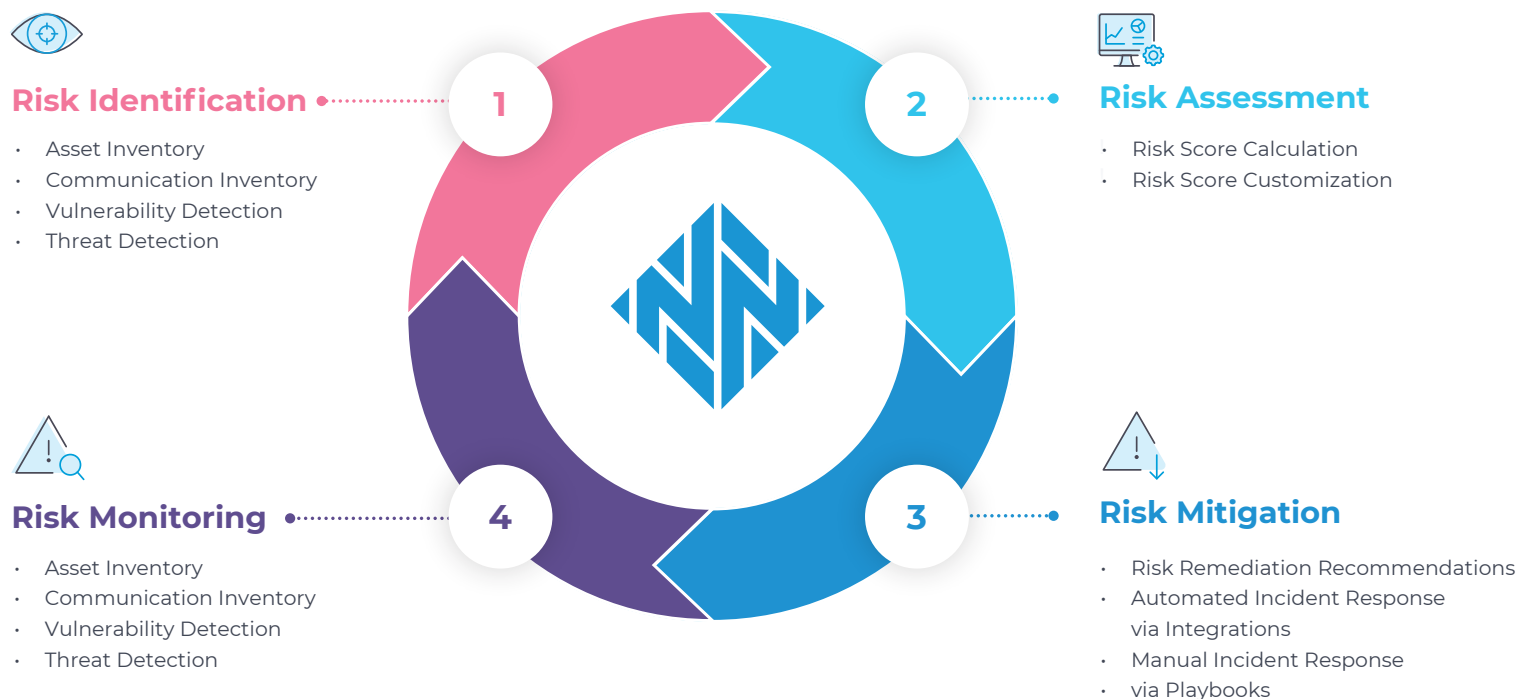 Risk Identification
• Asset Inventory
• Communication Inventory
• Vulnerability Detection
• Threat Detection
1
2
Risk Assessment
• Risk Score Calculation
• Risk Score Customization
3
Risk Mitigation
• Risk Remediation Recommendations
• Automated Incident Response
via Integrations
• Manual Incident Response
• via Playbooks
4
Risk Monitoring
• Asset Inventory
• Communication Inventory
• Vulnerability Detection
• Threat Detection